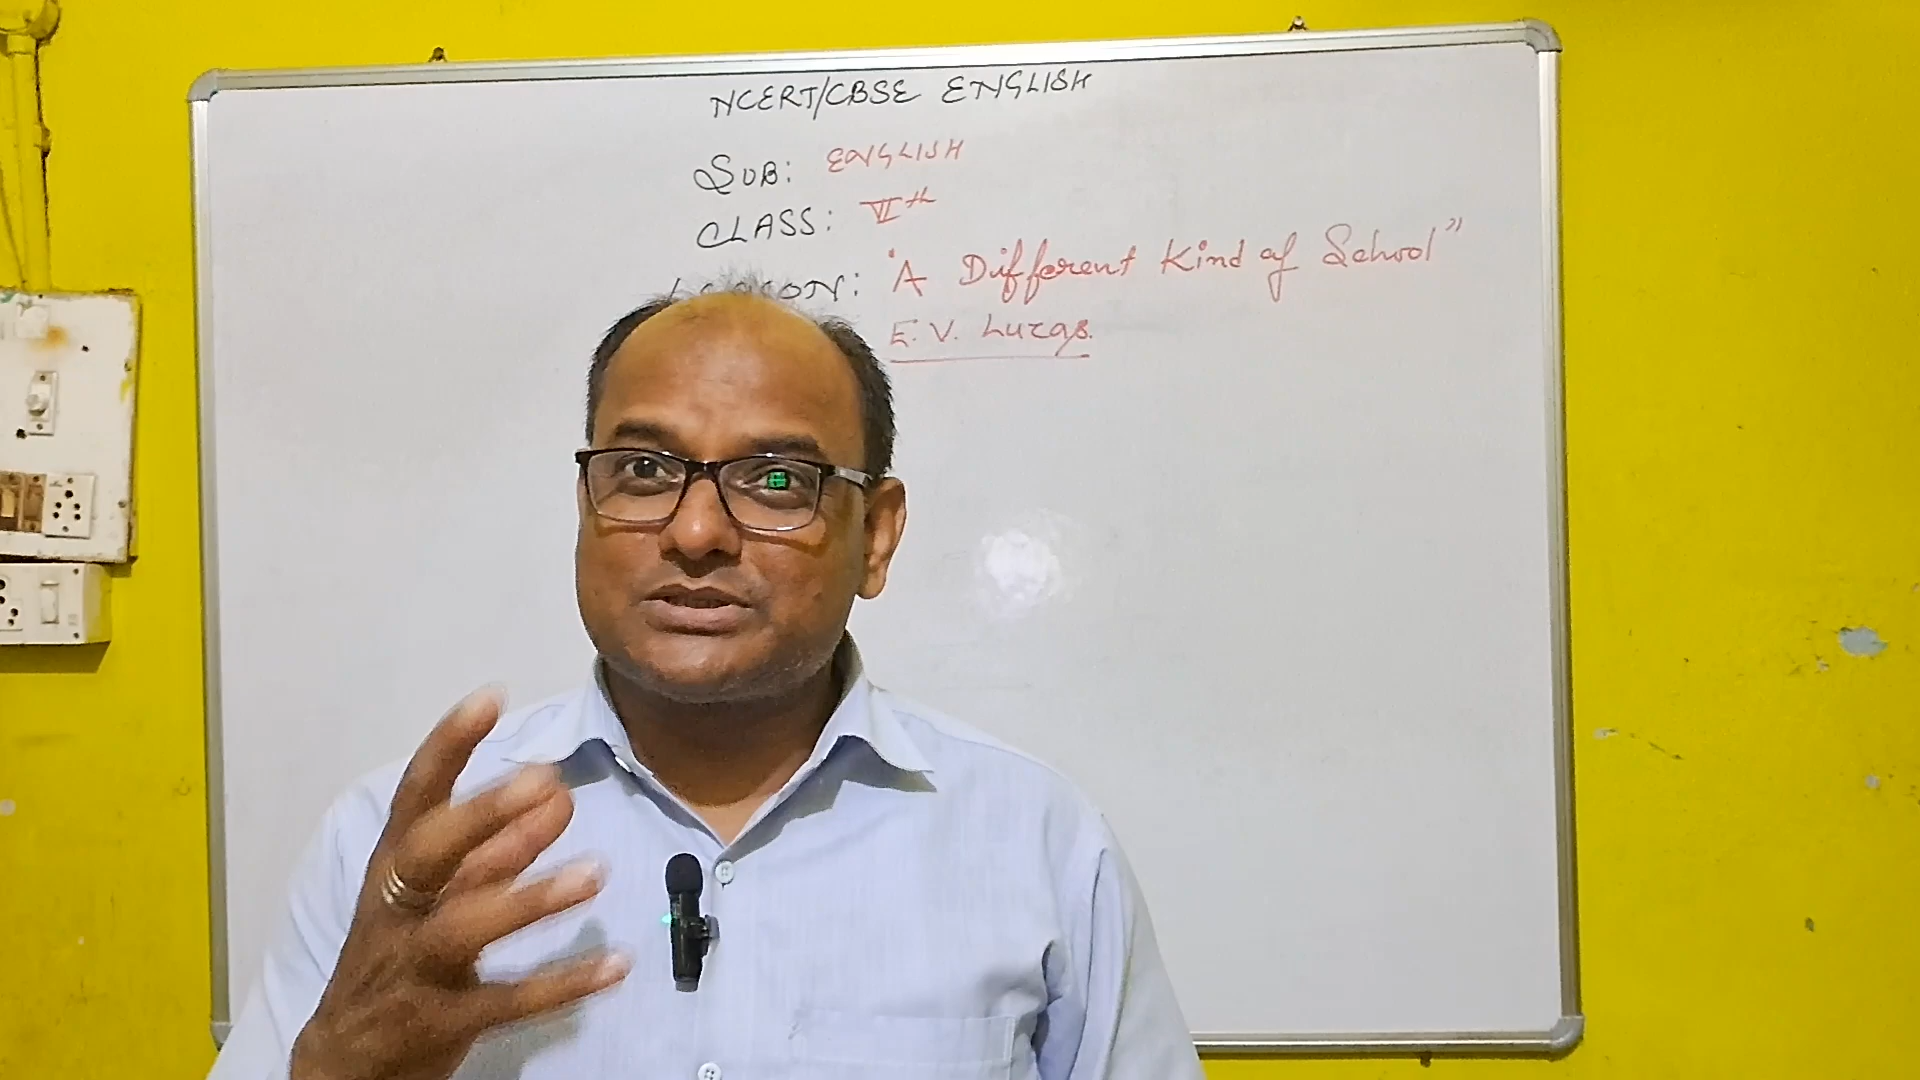 NCERT/CBSE ENGLISH
SUB: ENGLISH
CLASS: VIth
"A Different Kind of School"
E. V. Lucas.